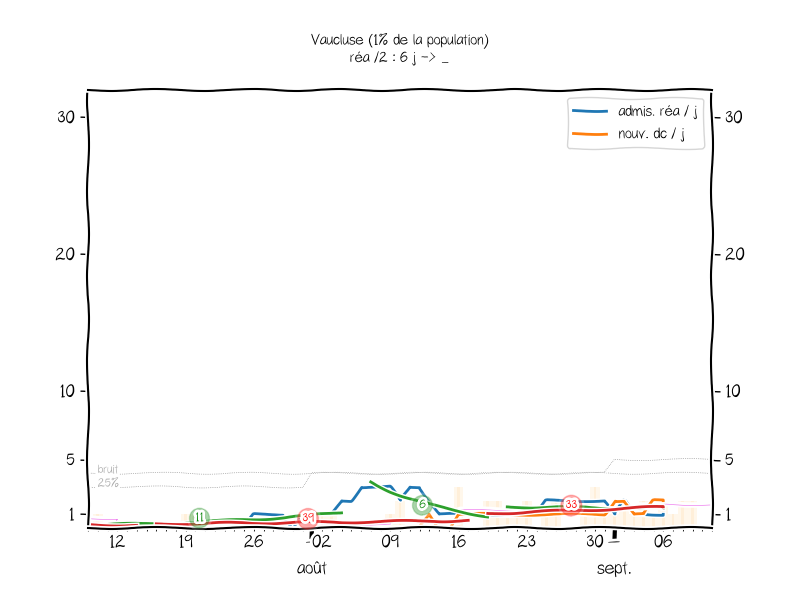 Vaucluse (1% de la population)
réa /2 : 6 j -> _
admis. réa / j
nouv. dc / j
30 30
20 20
10 10
5 5
1 1
bruit
25%
11 39 6 33
12 19 26 02 09 16 23 30 06
août sept.